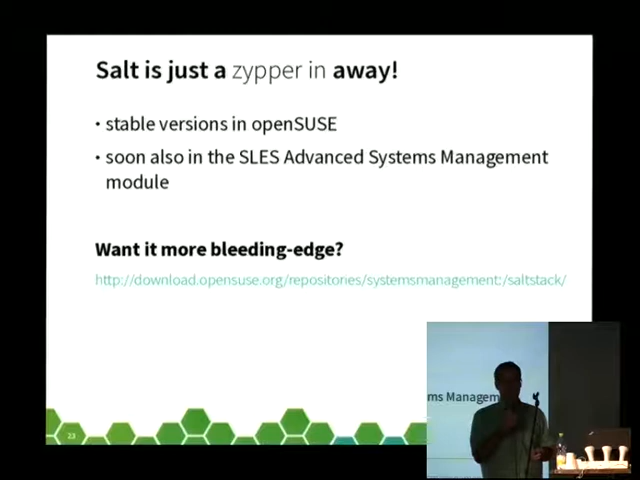 Salt is just a zypper in away!
• stable versions in openSUSE
• soon also in the SLES Advanced Systems Management
module
Want it more bleeding-edge?
http://download.opensuse.org/repositories/systemsmanagement:/saltstack/
ms Managem
23